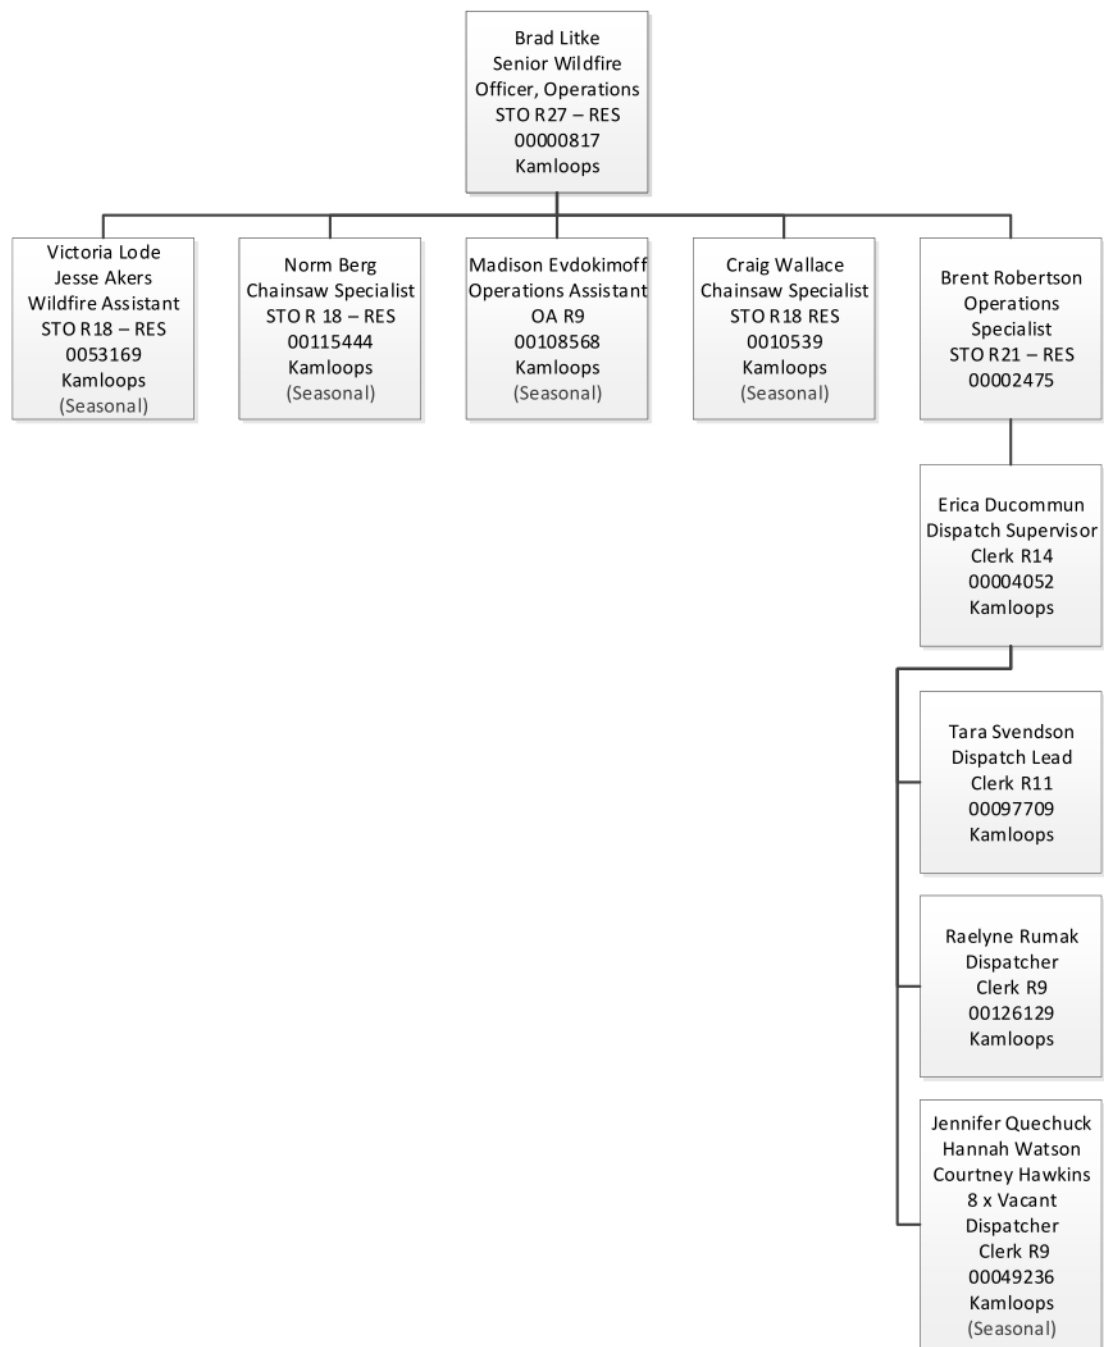 Brad Litke
Senior Wildfire
Officer, Operations
STO R27 – RES
00000817
Kamloops
Victoria Lode
Jesse Akers
Wildfire Assistant
STO R18 – RES
0053169
Kamloops
(Seasonal)
Norm Berg
Chainsaw Specialist
STO R 18 – RES
00115444
Kamloops
(Seasonal)
Madison Evdokimoff
Operations Assistant
OA R9
00108568
Kamloops
(Seasonal)
Craig Wallace
Chainsaw Specialist
STO R18 RES
0010539
Kamloops
(Seasonal)
Brent Robertson
Operations
Specialist
STO R21 – RES
00002475
Erica Ducommun
Dispatch Supervisor
Clerk R14
00004052
Kamloops
Tara Svendson
Dispatch Lead
Clerk R11
00097709
Kamloops
Raelyne Rumak
Dispatcher
Clerk R9
00126129
Kamloops
Jennifer Quechuck
Hannah Watson
Courtney Hawkins
8 x Vacant
Dispatcher
Clerk R9
00049236
Kamloops
(Seasonal)